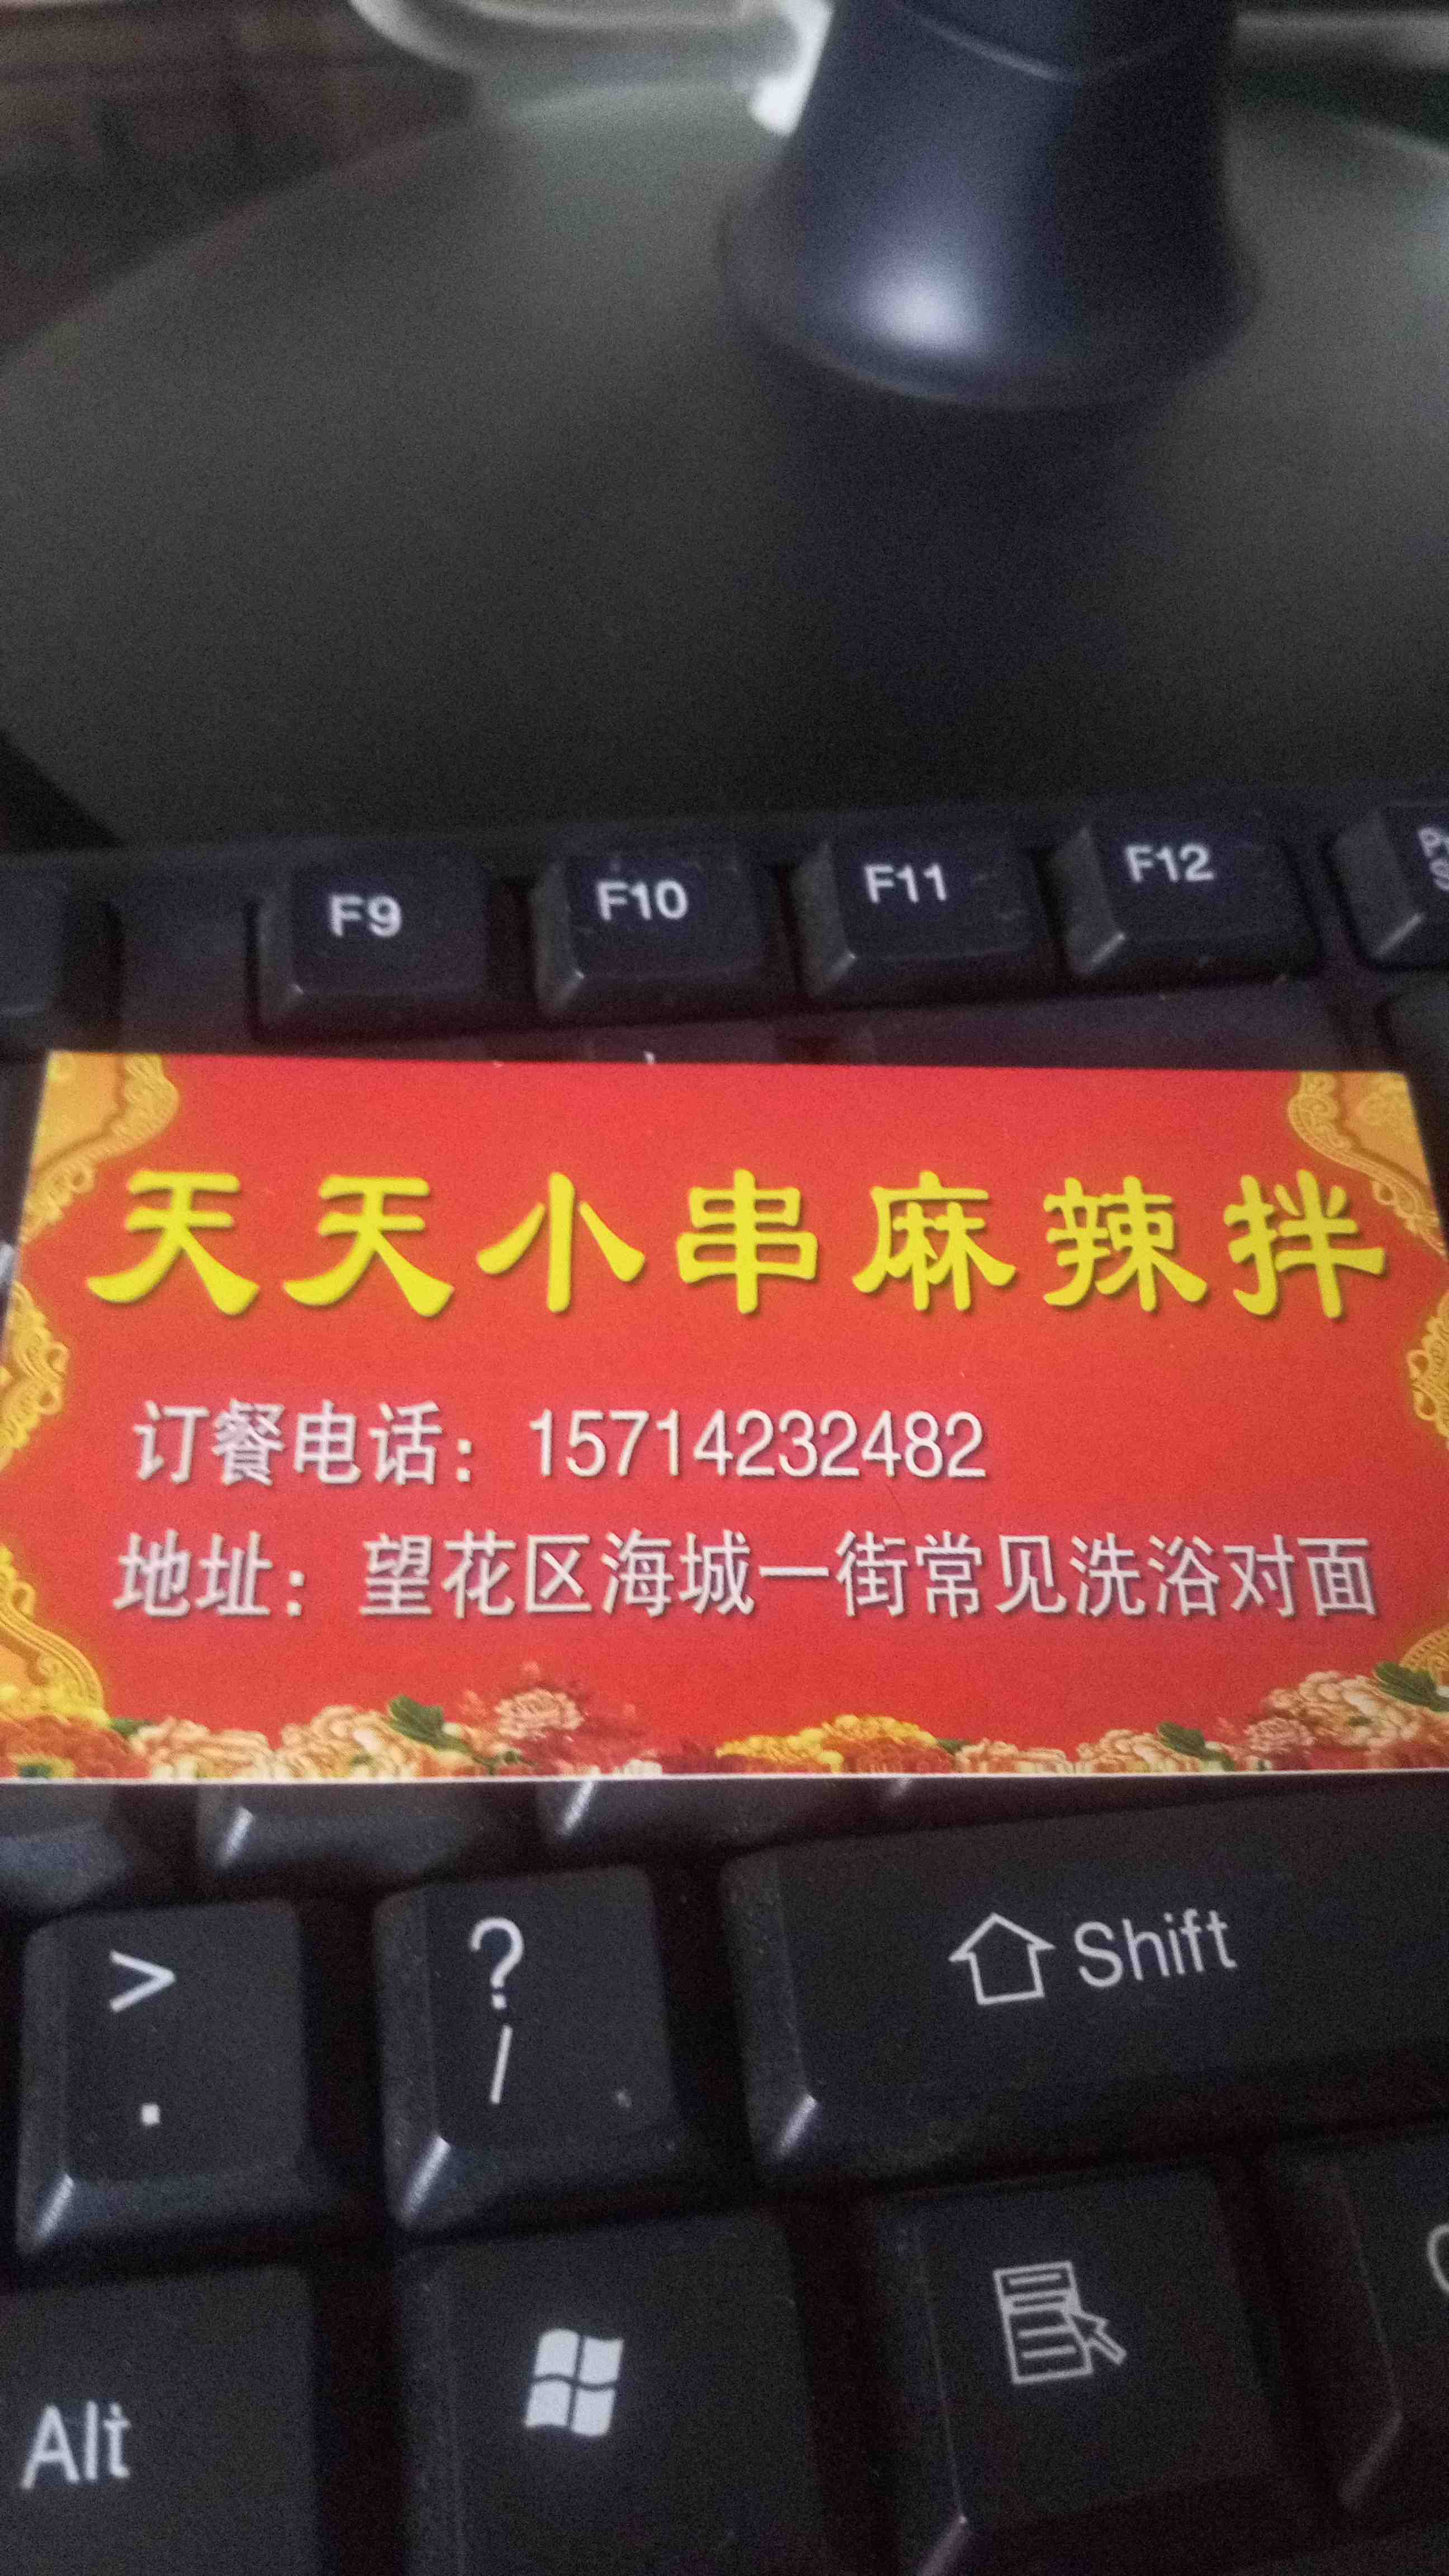 F9 F10 F11 F12
天天小串麻辣拌
订餐电话：15714232482
地址：望花区海城一街常见洗浴对面
> ? Shift
. /
Alt